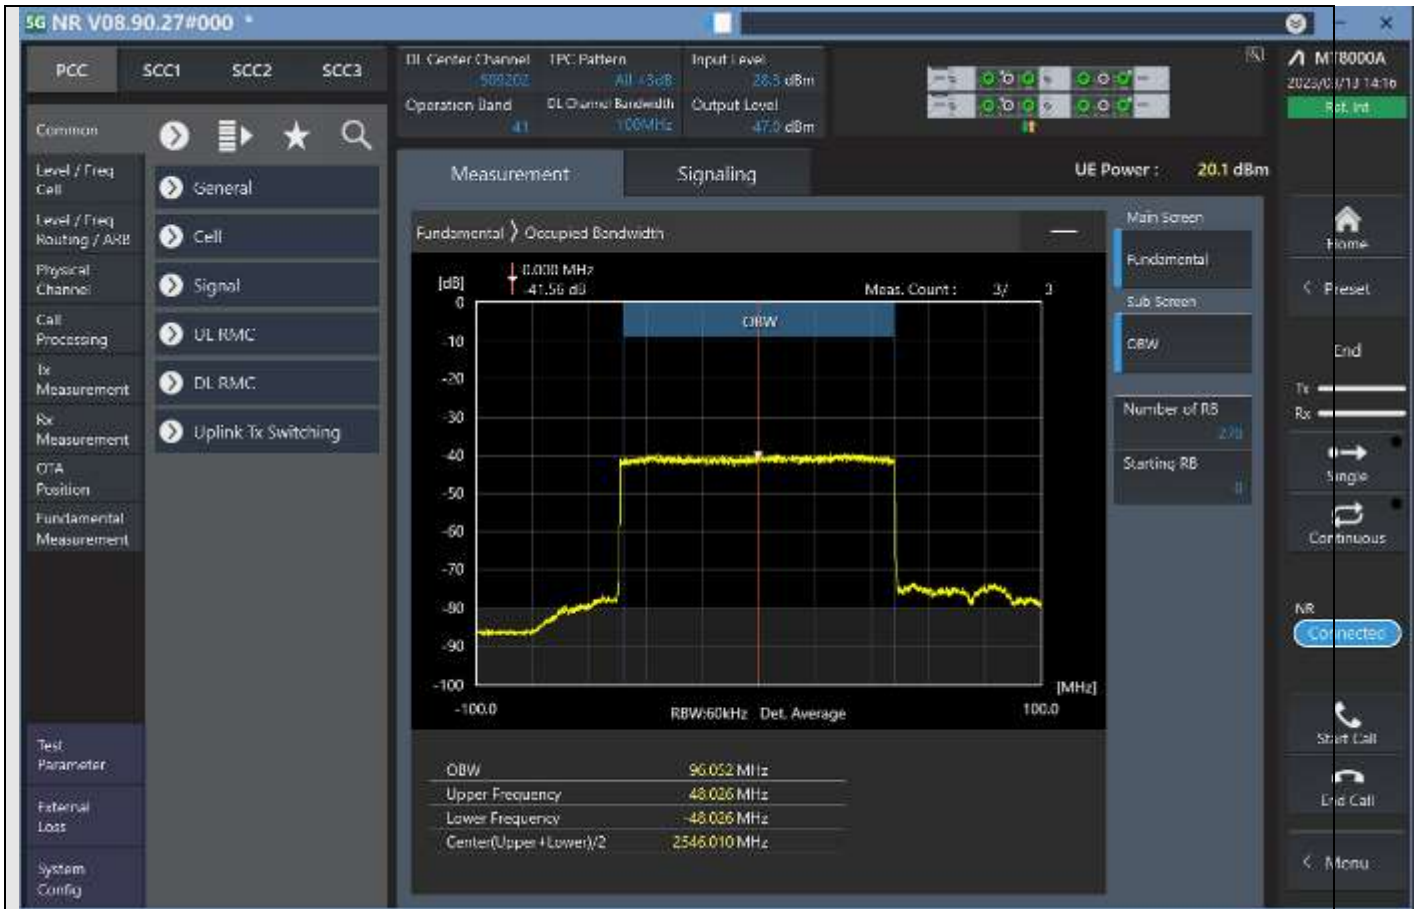 5G NR V08.90.27#000 *
PCC SCC1 SCC2 SCC3
DL Center Channel TPC Pattern Input Level
509202 All +3dB 28.3 dBm
Operation Band DL Channel Bandwidth Output Level
41 100MHz -47.0 dBm
MT8000A
2023/03/13 14:16
Ref. Int
Common
Level / Freq
Cell
Level / Freq
Routing / ARB
Physical
Channel
Call
Processing
Tx
Measurement
Rx
Measurement
OTA
Position
Fundamental
Measurement
Test
Parameter
External
Loss
System
Config
General
Cell
Signal
UL RMC
DL RMC
Uplink Tx Switching
Measurement Signaling
UE Power : 20.1 dBm
Fundamental > Occupied Bandwidth
[dB]
0.000 MHz
-41.56 dB
Meas. Count : 3/ 3
OBW
0
-10
-20
-30
-40
-50
-60
-70
-80
-90
-100
-100.0
RBW:60kHz Det. Average
100.0
[MHz]
OBW 96.052 MHz
Upper Frequency 48.026 MHz
Lower Frequency -48.026 MHz
Center(Upper+Lower)/2 2546.010 MHz
Main Screen
Fundamental
Sub Screen
OBW
Number of RB
270
Starting RB
0
Home
< Preset
End
Tx
Rx
Single
Continuous
NR
Connected
Start Call
End Call
< Menu